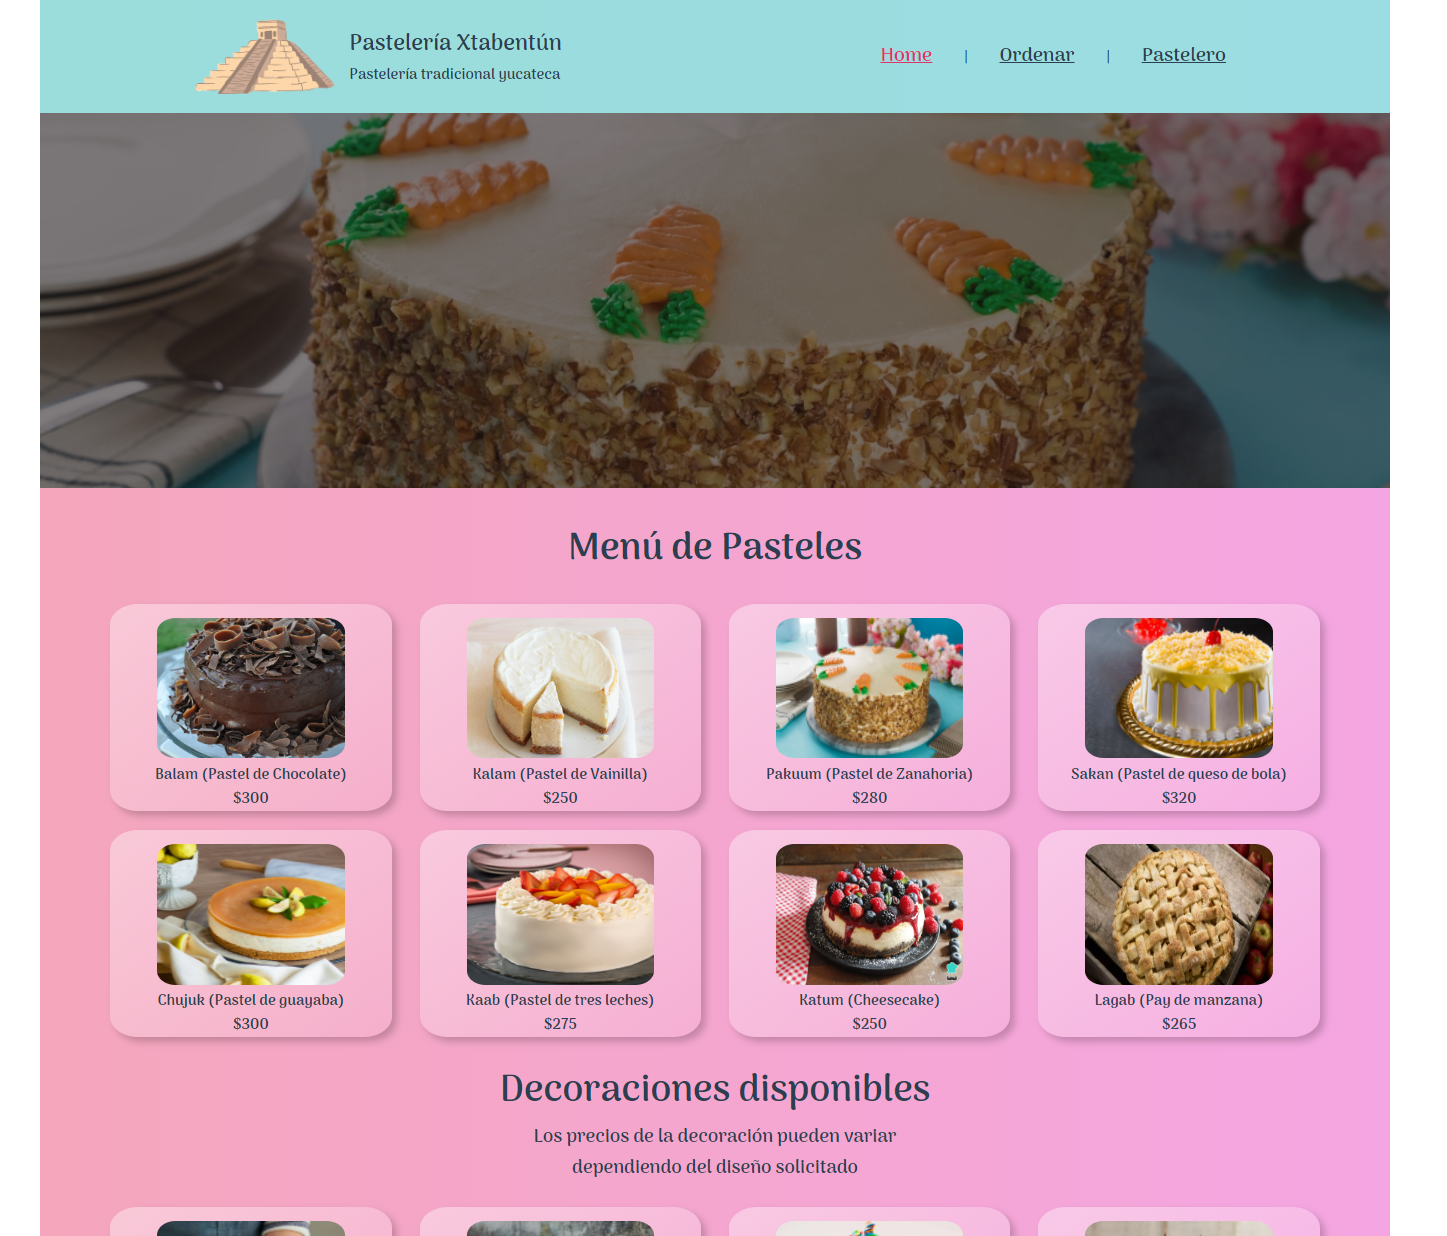 Pastelería Xtabentún
Pastelería tradicional yucateca
Home | Ordenar | Pastelero
Menú de Pasteles
Balam (Pastel de Chocolate)
$300
Kalam (Pastel de Vainilla)
$250
Pakuum (Pastel de Zanahoria)
$280
Sakan (Pastel de queso de bola)
$320
Chujuk (Pastel de guayaba)
$300
Kaab (Pastel de tres leches)
$275
Katum (Cheesecake)
$250
Lagab (Pay de manzana)
$265
Decoraciones disponibles
Los precios de la decoración pueden variar
dependiendo del diseño solicitado